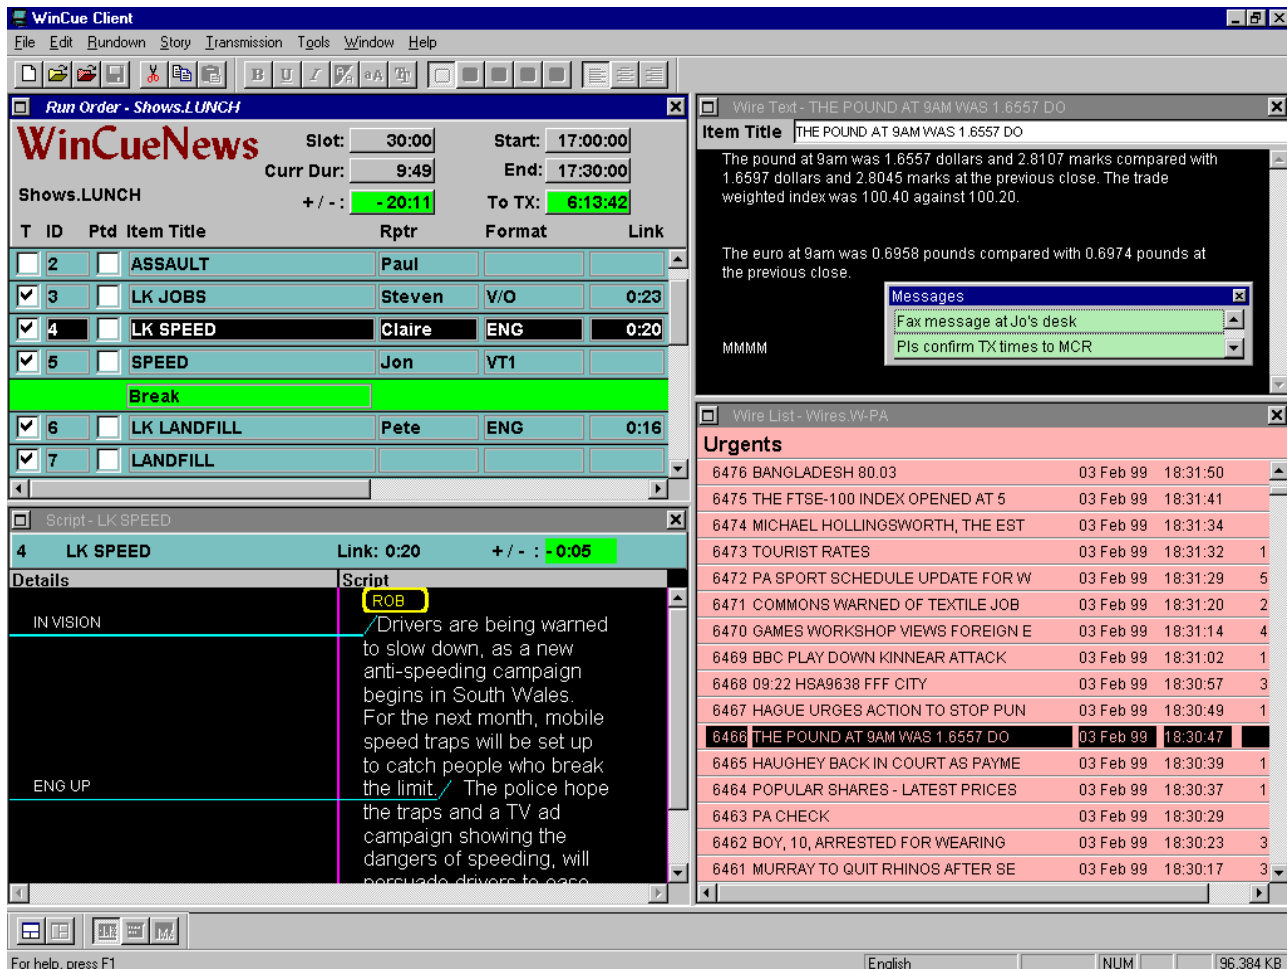 WinCue Client
File Edit Rundown Story Transmission Tools Window Help
B U I aA
Run Order - Shows.LUNCH
WinCueNews
Slot: 30:00 Start: 17:00:00
Curr Dur: 9:49 End: 17:30:00
Shows.LUNCH
+ / - : - 20:11 To TX: 6:13:42
T ID Ptd Item Title Rptr Format Link
2 ASSAULT Paul
3 LK JOBS Steven V/O 0:23
4 LK SPEED Claire ENG 0:20
5 SPEED Jon VT1
Break
6 LK LANDFILL Pete ENG 0:16
7 LANDFILL
Script - LK SPEED
4 LK SPEED Link: 0:20 + / - : - 0:05
Details Script
ROB
IN VISION
/Drivers are being warned
to slow down, as a new
anti-speeding campaign
begins in South Wales.
For the next month, mobile
speed traps will be set up
to catch people who break
ENG UP
the limit./ The police hope
the traps and a TV ad
campaign showing the
dangers of speeding, will
persuade drivers to ease
Wire Text - THE POUND AT 9AM WAS 1.6557 DO
Item Title THE POUND AT 9AM WAS 1.6557 DO
The pound at 9am was 1.6557 dollars and 2.8107 marks compared with
1.6597 dollars and 2.8045 marks at the previous close. The trade
weighted index was 100.40 against 100.20.
The euro at 9am was 0.6958 pounds compared with 0.6974 pounds at
the previous close.
MMMM
Messages
Fax message at Jo's desk
Pls confirm TX times to MCR
Wire List - Wires.W-PA
Urgents
6476 BANGLADESH 80.03 03 Feb 99 18:31:50
6475 THE FTSE-100 INDEX OPENED AT 5 03 Feb 99 18:31:41
6474 MICHAEL HOLLINGSWORTH, THE EST 03 Feb 99 18:31:34
6473 TOURIST RATES 03 Feb 99 18:31:32 1
6472 PA SPORT SCHEDULE UPDATE FOR W 03 Feb 99 18:31:29 5
6471 COMMONS WARNED OF TEXTILE JOB 03 Feb 99 18:31:20 2
6470 GAMES WORKSHOP VIEWS FOREIGN E 03 Feb 99 18:31:14 4
6469 BBC PLAY DOWN KINNEAR ATTACK 03 Feb 99 18:31:02 1
6468 09:22 HSA9638 FFF CITY 03 Feb 99 18:30:57 3
6467 HAGUE URGES ACTION TO STOP PUN 03 Feb 99 18:30:49 1
6466 THE POUND AT 9AM WAS 1.6557 DO 03 Feb 99 18:30:47
6465 HAUGHEY BACK IN COURT AS PAYME 03 Feb 99 18:30:39 1
6464 POPULAR SHARES - LATEST PRICES 03 Feb 99 18:30:37 1
6463 PA CHECK 03 Feb 99 18:30:29
6462 BOY, 10, ARRESTED FOR WEARING 03 Feb 99 18:30:23 3
6461 MURRAY TO QUIT RHINOS AFTER SE 03 Feb 99 18:30:17 3
For help, press F1 English NUM 96,384 KB